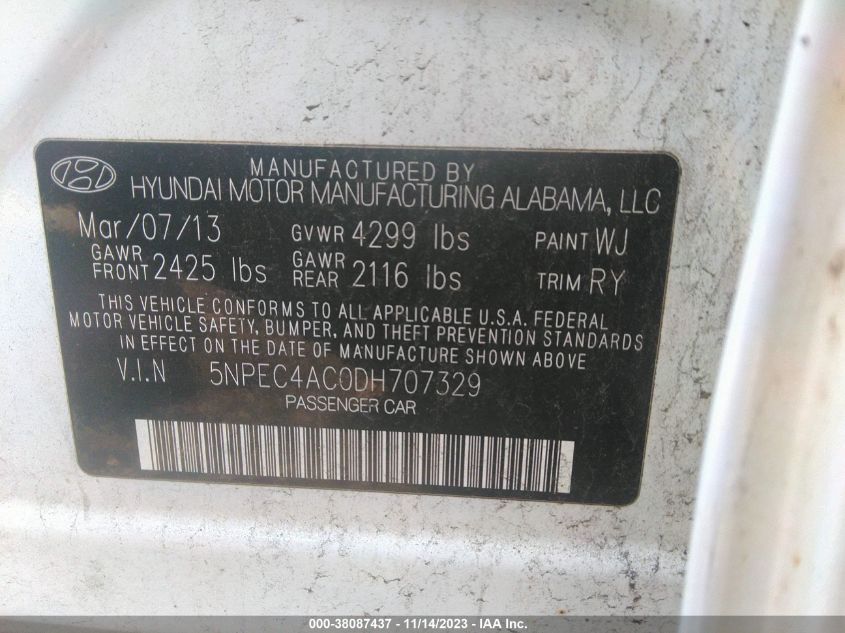 MANUFACTURED BY
HYUNDAI MOTOR MANUFACTURING ALABAMA, LLC
Mar/07/13 GVWR 4299 lbs PAINT WJ
GAWR FRONT 2425 lbs GAWR REAR 2116 lbs TRIM RY
THIS VEHICLE CONFORMS TO ALL APPLICABLE U.S.A. FEDERAL
MOTOR VEHICLE SAFETY, BUMPER, AND THEFT PREVENTION STANDARDS
IN EFFECT ON THE DATE OF MANUFACTURE SHOWN ABOVE
V.I.N 5NPEC4AC0DH707329
PASSENGER CAR
000-38087437 - 11/14/2023 - IAA Inc.